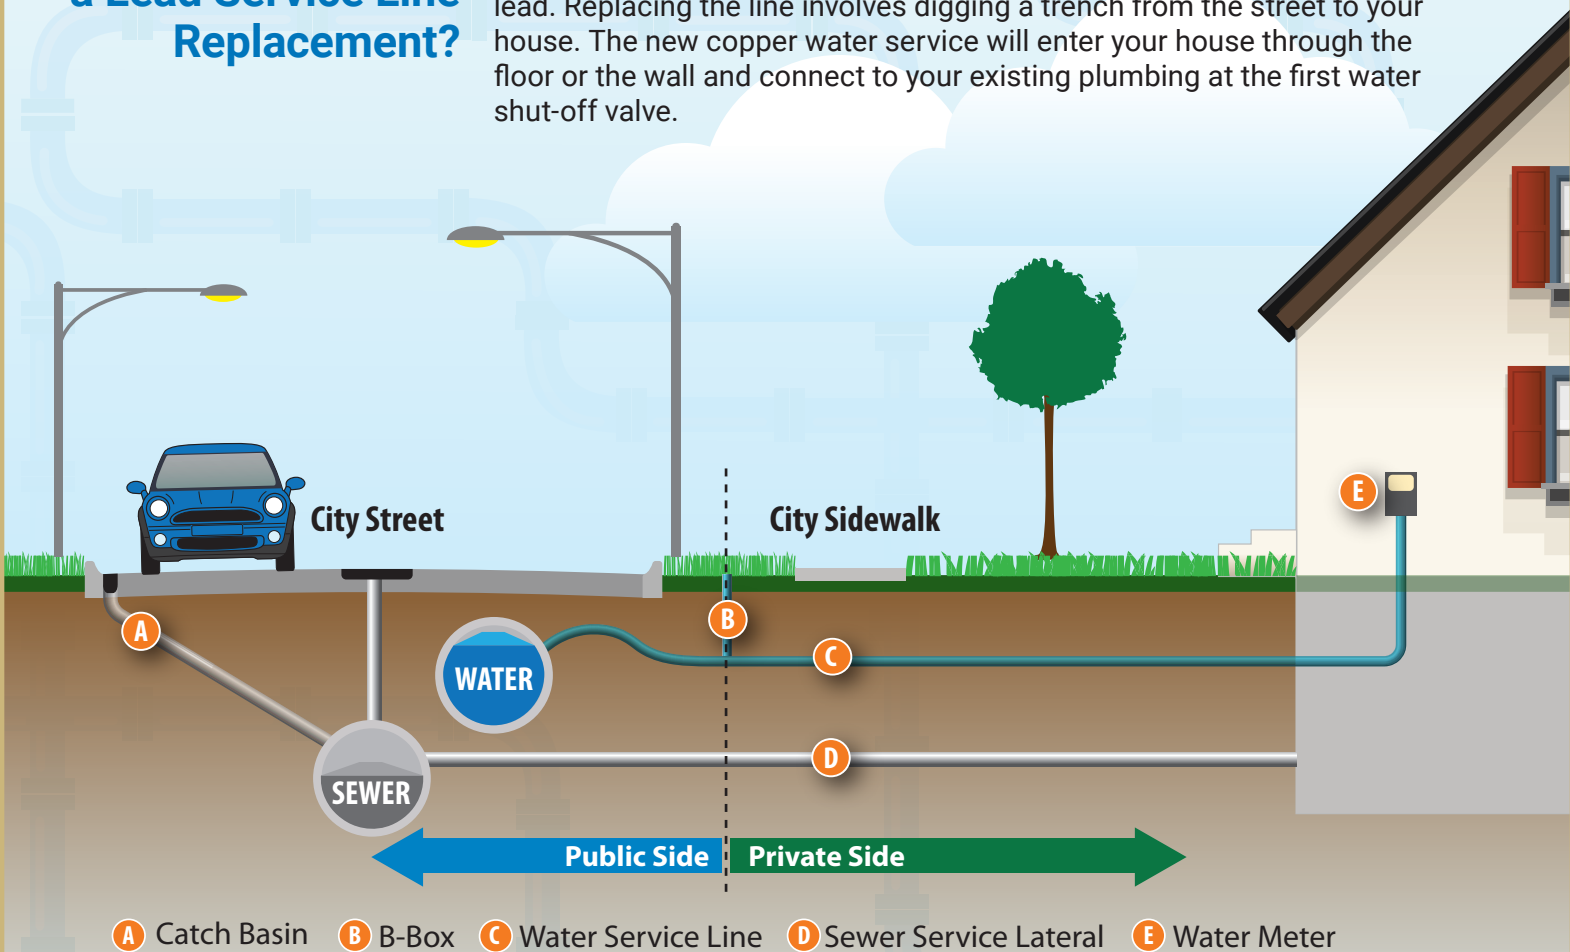 a Lead Service Line
Replacement?
lead. Replacing the line involves digging a trench from the street to your
house. The new copper water service will enter your house through the
floor or the wall and connect to your existing plumbing at the first water
shut-off valve.
City Street
City Sidewalk
E
A
B
C
WATER
D
SEWER
Public Side
Private Side
A Catch Basin
B B-Box
C Water Service Line
D Sewer Service Lateral
E Water Meter